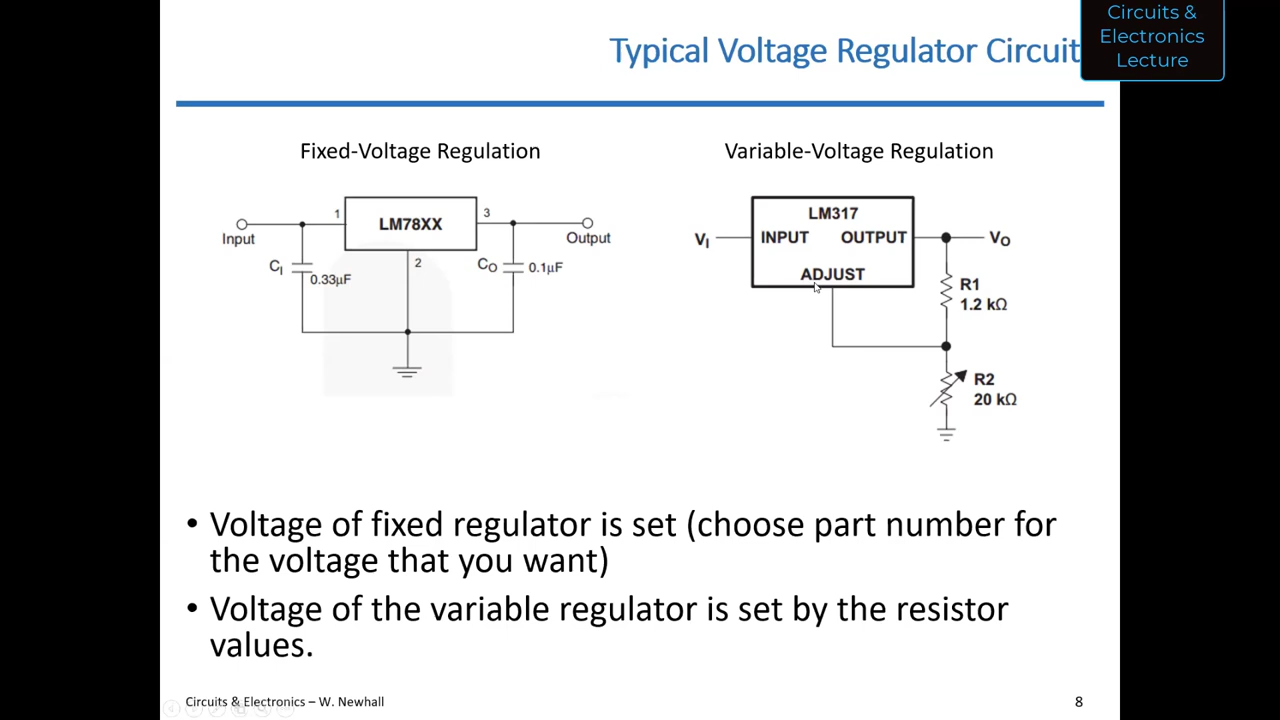 Circuits &
Electronics
Lecture
Typical Voltage Regulator Circuit
Fixed-Voltage Regulation
Variable-Voltage Regulation
1
LM78XX
3
Input
Output
2
CI
0.33µF
CO
0.1µF
LM317
VI
INPUT
OUTPUT
VO
ADJUST
R1
1.2 kΩ
R2
20 kΩ
• Voltage of fixed regulator is set (choose part number for
the voltage that you want)
• Voltage of the variable regulator is set by the resistor
values.
Circuits & Electronics – W. Newhall
8